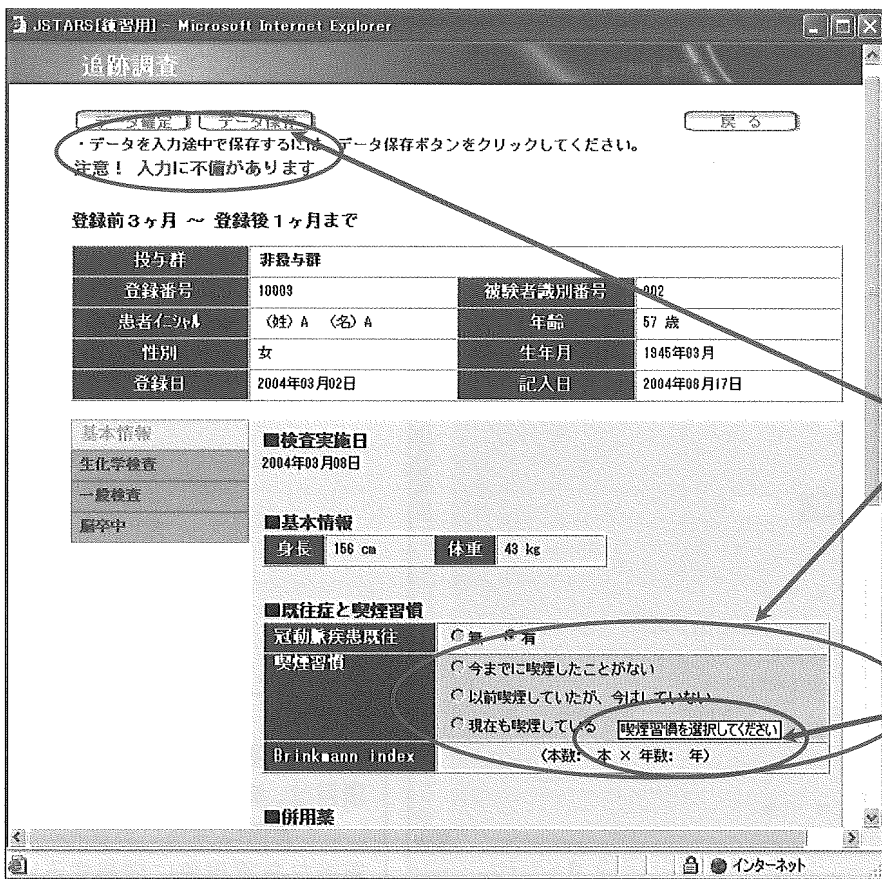 JSTARS[練習用] - Microsoft Internet Explorer
追跡調査
データ確定 データ保存 戻る
・データを入力途中で保存するには データ保存ボタンをクリックしてください。
注意! 入力に不備があります
登録前3ヶ月 ~ 登録後1ヶ月まで
投与群 非投与群
登録番号 10003 被験者識別番号 002
患者イニシャル (姓) A (名) A 年齢 57 歳
性別 女 生年月 1945年03月
登録日 2004年03月02日 記入日 2004年08月17日
基本情報
生化学検査
一般検査
脳卒中
■検査実施日
2004年03月08日
■基本情報
身長 156 cm 体重 43 kg
■既往症と喫煙習慣
冠動脈疾患既往 無 有
喫煙習慣 今までに喫煙したことがない
以前喫煙していたが、今はしていない
現在も喫煙している 喫煙習慣を選択してください
Brinkmann index (本数: 本 × 年数: 年)
■併用薬
インターネット